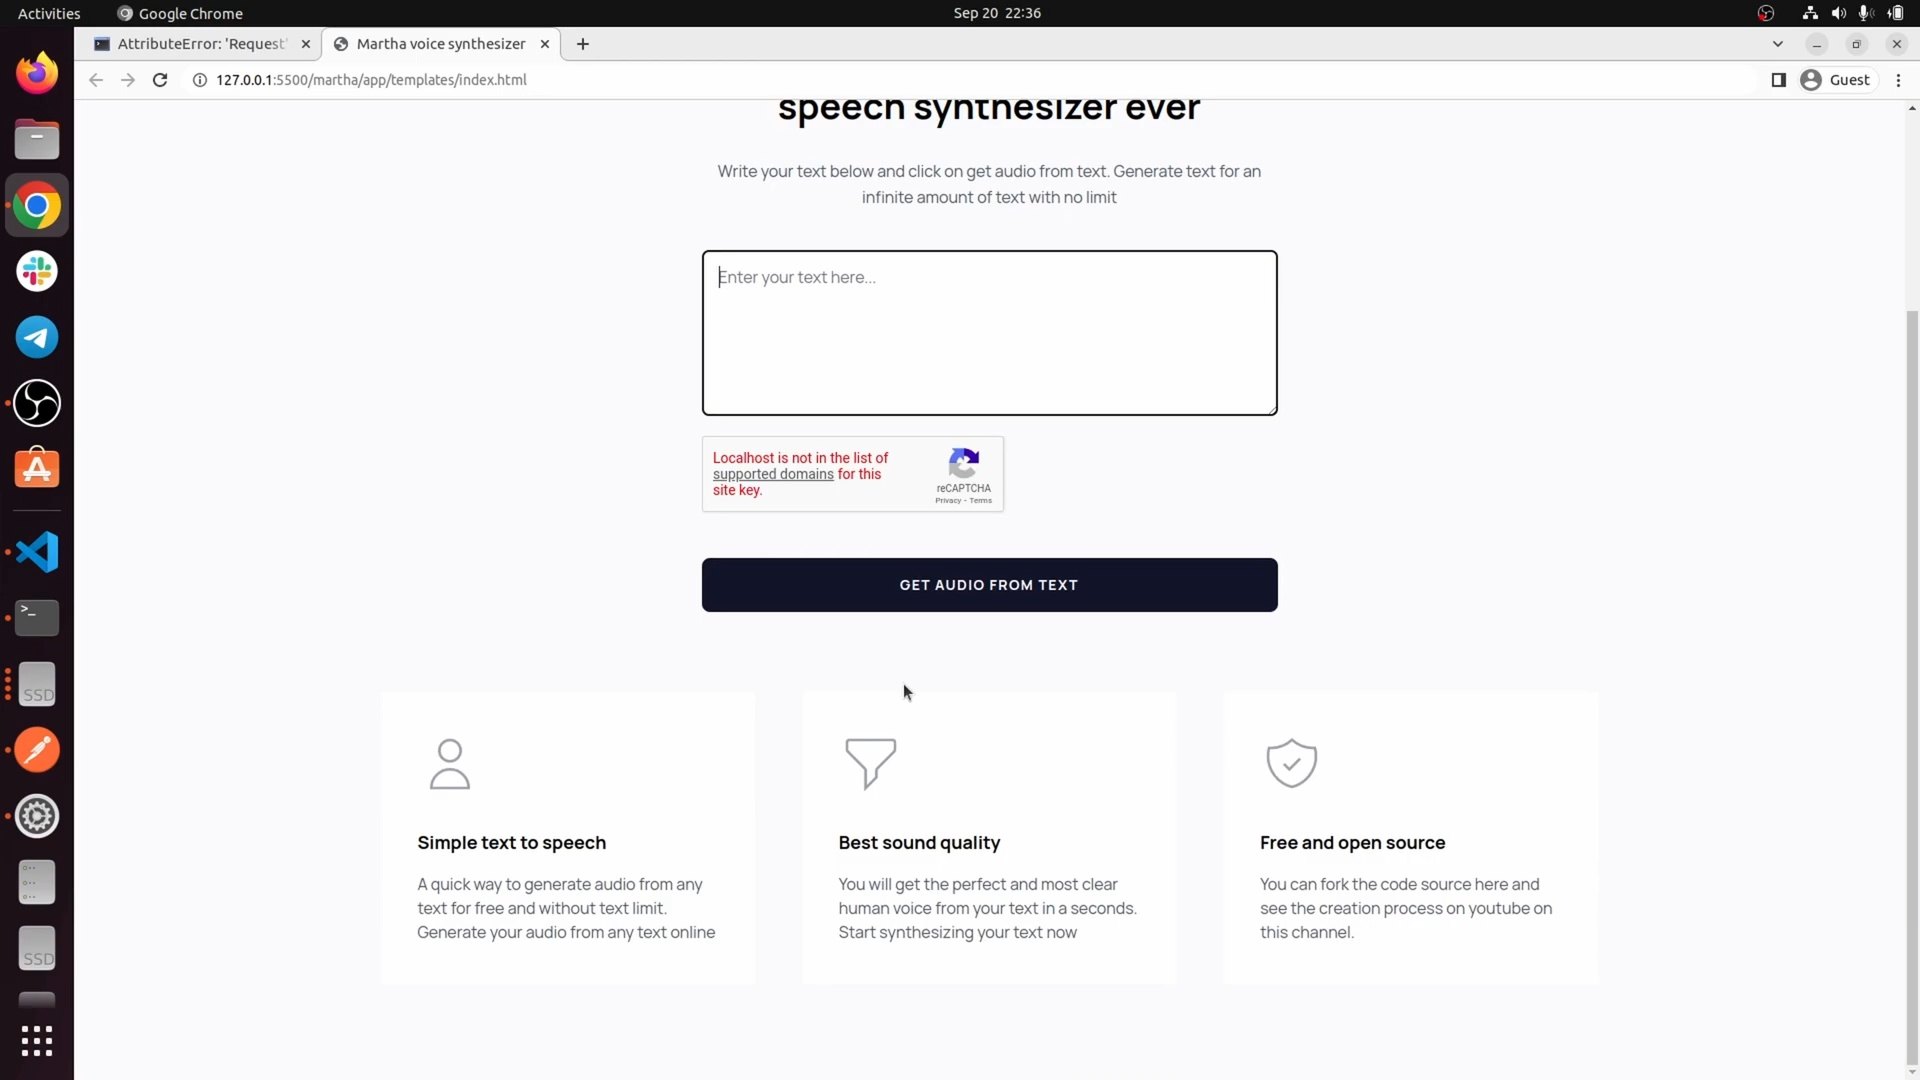 Activities
Google Chrome
Sep 20 22:36
AttributeError: 'Request'
Martha voice synthesizer
127.0.0.1:5500/martha/app/templates/index.html
Guest
speech synthesizer ever
Write your text below and click on get audio from text. Generate text for an
infinite amount of text with no limit
Enter your text here...
Localhost is not in the list of
supported domains for this
site key.
reCAPTCHA
Privacy - Terms
GET AUDIO FROM TEXT
Simple text to speech
A quick way to generate audio from any
text for free and without text limit.
Generate your audio from any text online
Best sound quality
You will get the perfect and most clear
human voice from your text in a seconds.
Start synthesizing your text now
Free and open source
You can fork the code source here and
see the creation process on youtube on
this channel.
SSD
SSD